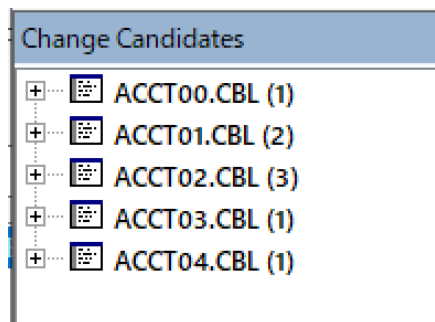 Change Candidates
ACCT00.CBL (1)
ACCT01.CBL (2)
ACCT02.CBL (3)
ACCT03.CBL (1)
ACCT04.CBL (1)